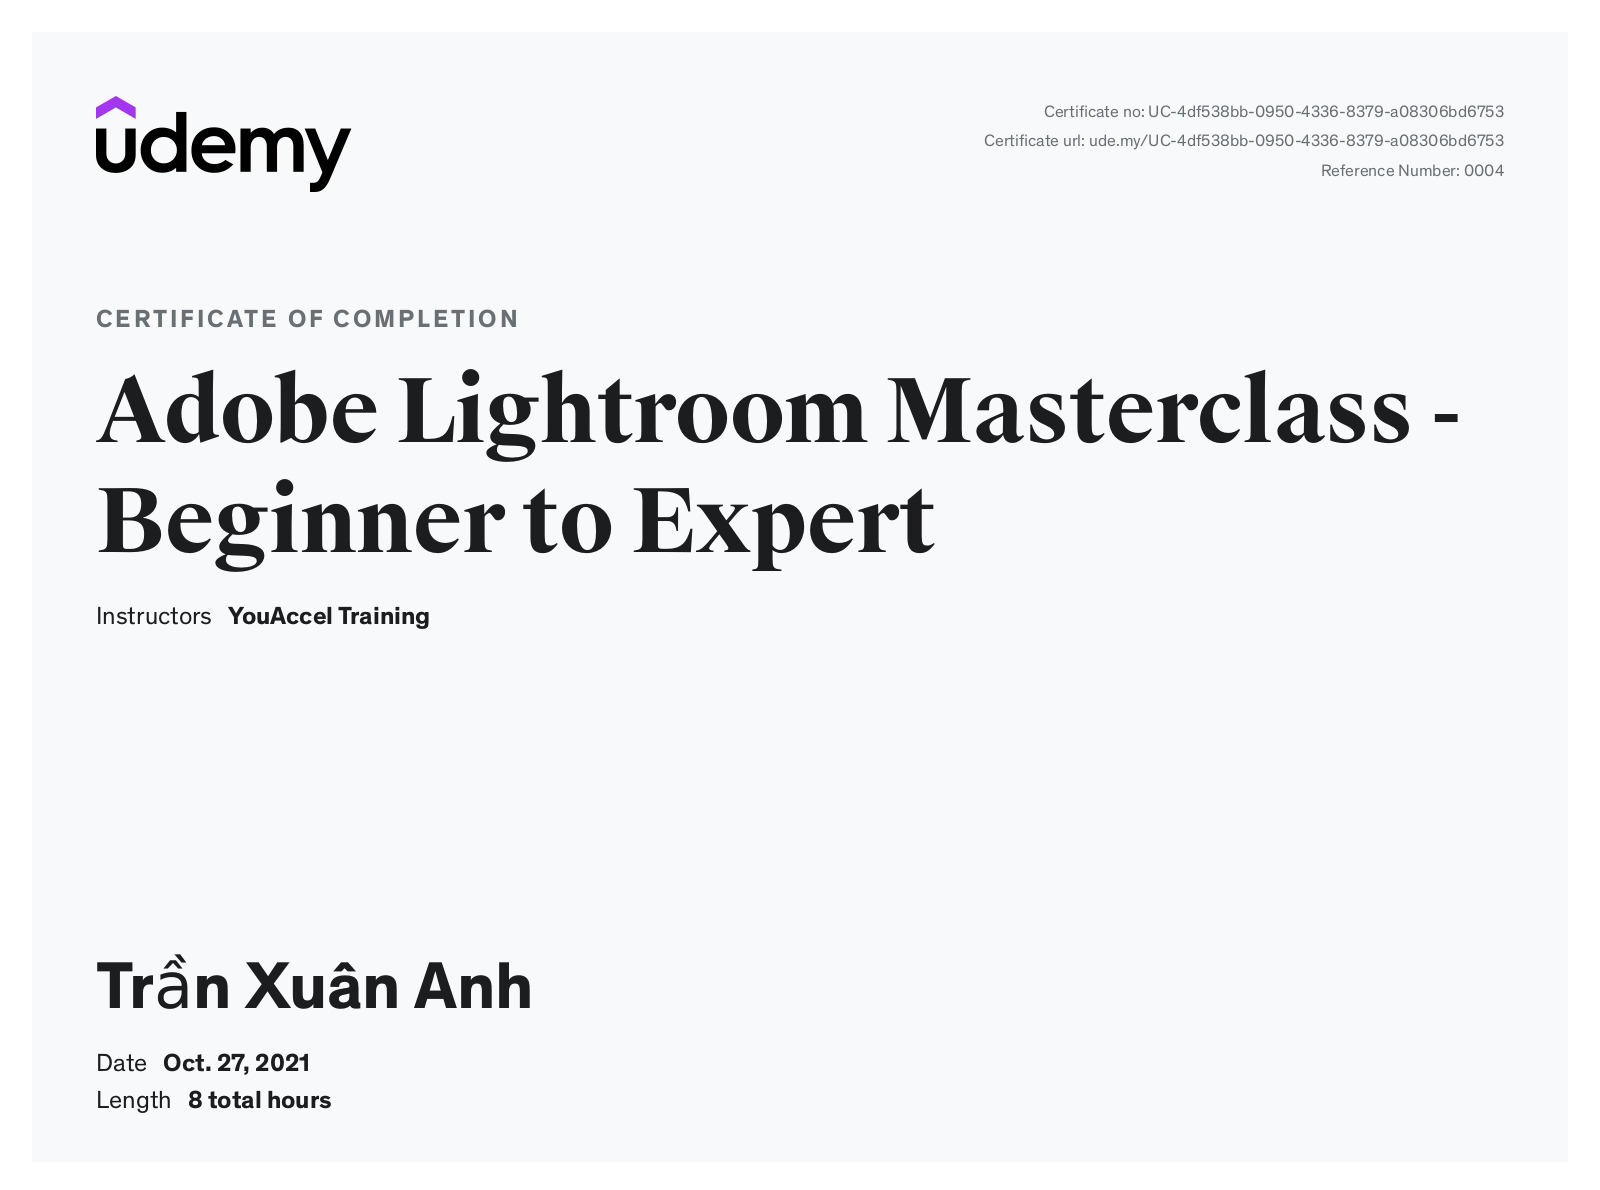 udemy
Certificate no: UC-4df538bb-0950-4336-8379-a08306bd6753
Certificate url: ude.my/UC-4df538bb-0950-4336-8379-a08306bd6753
Reference Number: 0004
CERTIFICATE OF COMPLETION
Adobe Lightroom Masterclass -
Beginner to Expert
Instructors YouAccel Training
Trần Xuân Anh
Date Oct. 27, 2021
Length 8 total hours